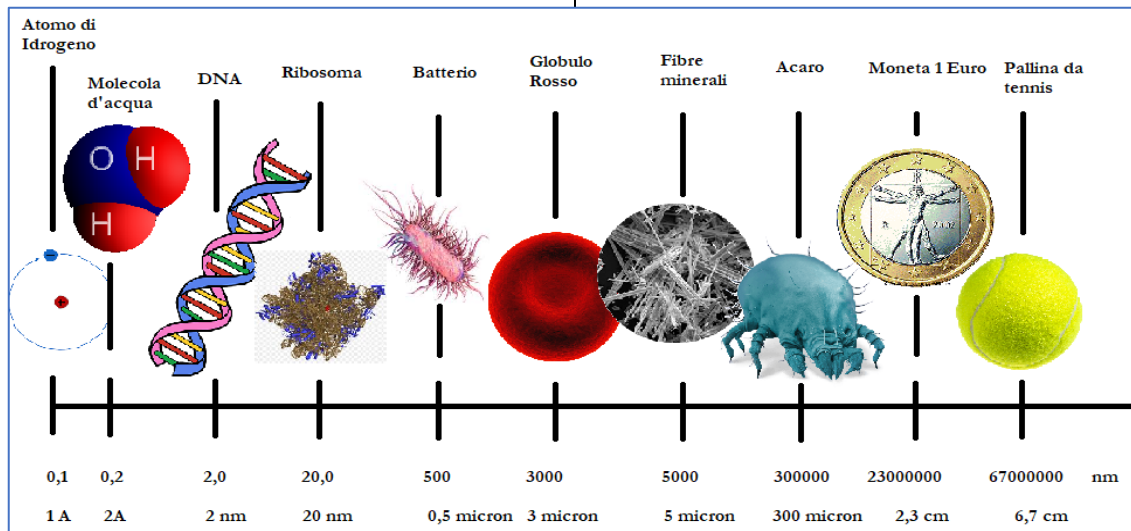 Atomo di
Idrogeno
Molecola
d'acqua
DNA
Ribosoma
Batterio
Globulo
Rosso
Fibre
minerali
Acaro
Moneta 1 Euro
Pallina da
tennis
O H
H
0,1 0,2 2,0 20,0 500 3000 5000 300000 23000000 67000000 nm
1 A 2A 2 nm 20 nm 0,5 micron 3 micron 5 micron 300 micron 2,3 cm 6,7 cm